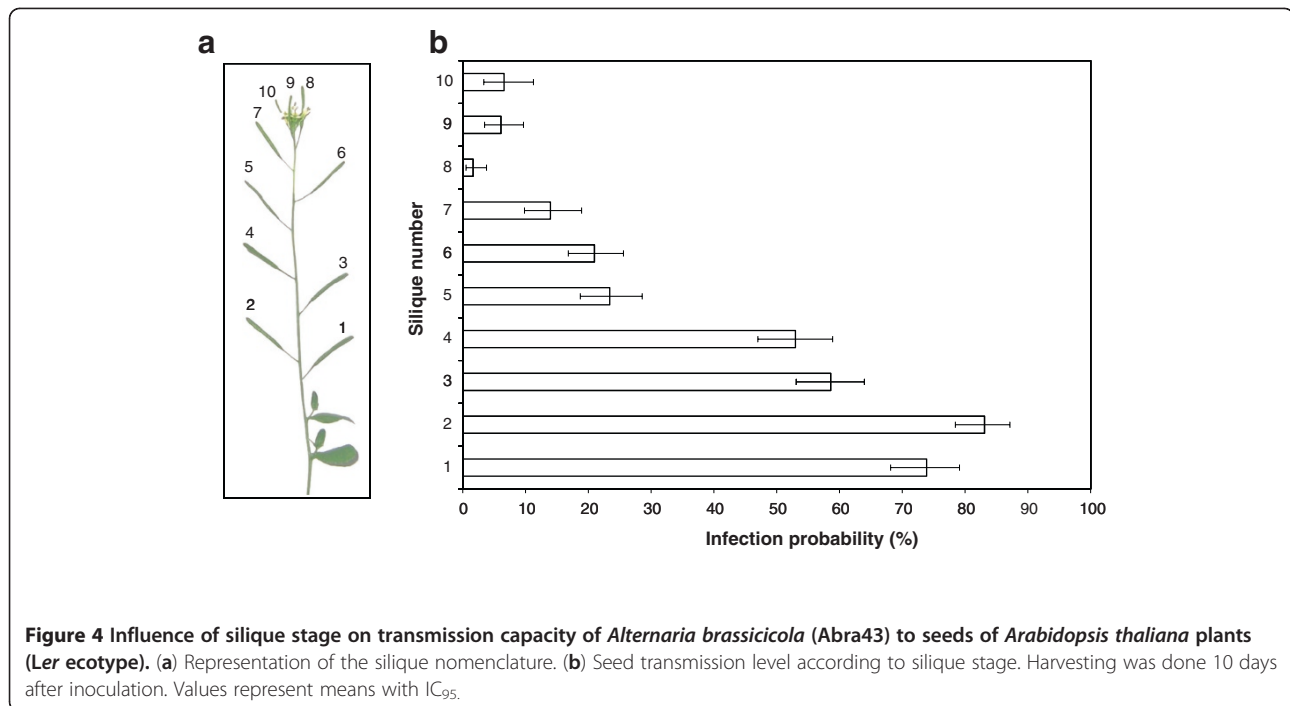 a
b
10
9
8
7
6
5
4
3
2
1
10
9
8
7
6
5
4
3
2
1
Silique number
0 10 20 30 40 50 60 70 80 90 100
Infection probability (%)
Figure 4 Influence of silique stage on transmission capacity of Alternaria brassicicola (Abra43) to seeds of Arabidopsis thaliana plants
(Ler ecotype). (a) Representation of the silique nomenclature. (b) Seed transmission level according to silique stage. Harvesting was done 10 days
after inoculation. Values represent means with IC95.